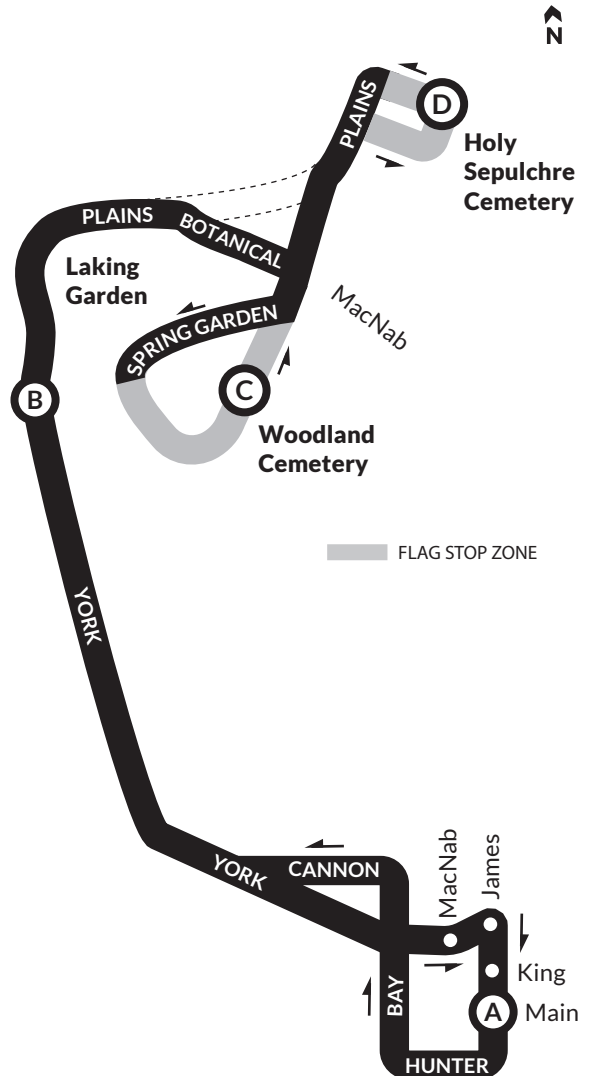 N
PLAINS
D
Holy
Sepulchre
Cemetery
PLAINS
BOTANICAL
Laking
Garden
MacNab
SPRING GARDEN
B
C
Woodland
Cemetery
FLAG STOP ZONE
YORK
MacNab
James
YORK
CANNON
King
BAY
A
Main
HUNTER